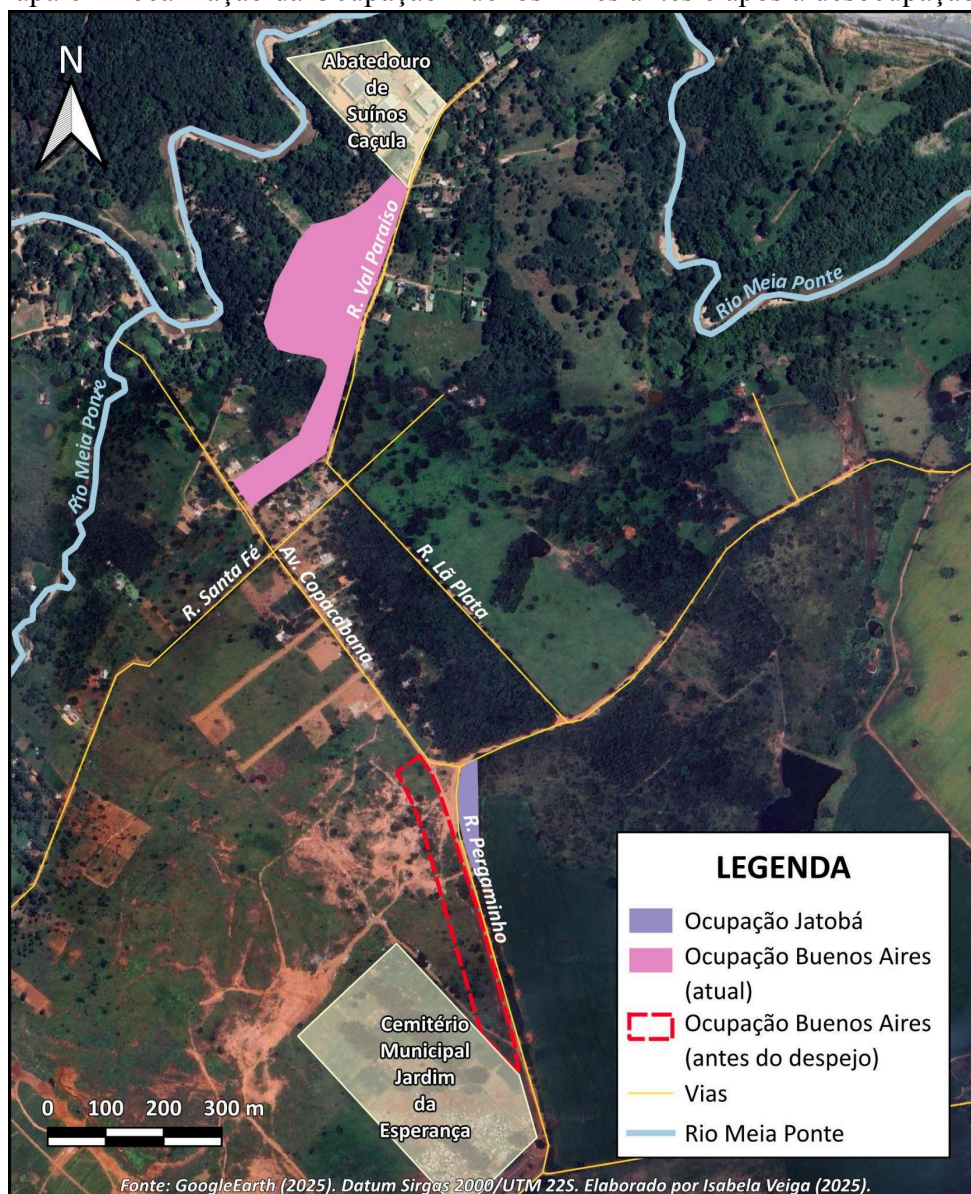 N
Abatedouro
de
Suínos
Caçula
R. Val Paraíso
Rio Meia Ponte
Rio Meia Ponte
R. Santa Fé
Av. Copacabana
R. Lã Plata
R. Pergaminho
Cemitério
Municipal
Jardim
da
Esperança
0 100 200 300 m
LEGENDA
Ocupação Jatobá
Ocupação Buenos Aires
(atual)
Ocupação Buenos Aires
(antes do despejo)
Vias
Rio Meia Ponte
Fonte: GoogleEarth (2025). Datum Sirgas 2000/UTM 22S. Elaborado por Isabela Veiga (2025).